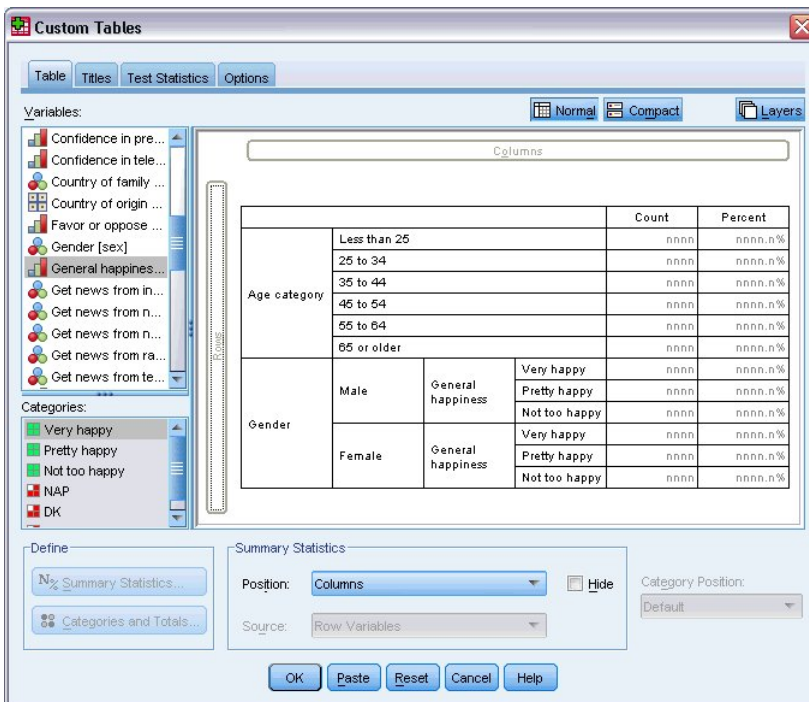 Custom Tables
Table Titles Test Statistics Options
Variables:
Normal Compact Layers
Confidence in pre...
Confidence in tele...
Country of family ...
Country of origin ...
Favor or oppose ...
Gender [sex]
General happines...
Get news from in...
Get news from n...
Get news from n...
Get news from ra...
Get news from te...
Categories:
Very happy
Pretty happy
Not too happy
NAP
DK
Columns
Rows
Count Percent
Age category Less than 25 nnnn nnnn.n%
25 to 34 nnnn nnnn.n%
35 to 44 nnnn nnnn.n%
45 to 54 nnnn nnnn.n%
55 to 64 nnnn nnnn.n%
65 or older nnnn nnnn.n%
Gender Male General happiness Very happy nnnn nnnn.n%
Pretty happy nnnn nnnn.n%
Not too happy nnnn nnnn.n%
Female General happiness Very happy nnnn nnnn.n%
Pretty happy nnnn nnnn.n%
Not too happy nnnn nnnn.n%
Define
N% Summary Statistics...
Categories and Totals...
Summary Statistics
Position: Columns Hide
Source: Row Variables
Category Position:
Default
OK Paste Reset Cancel Help